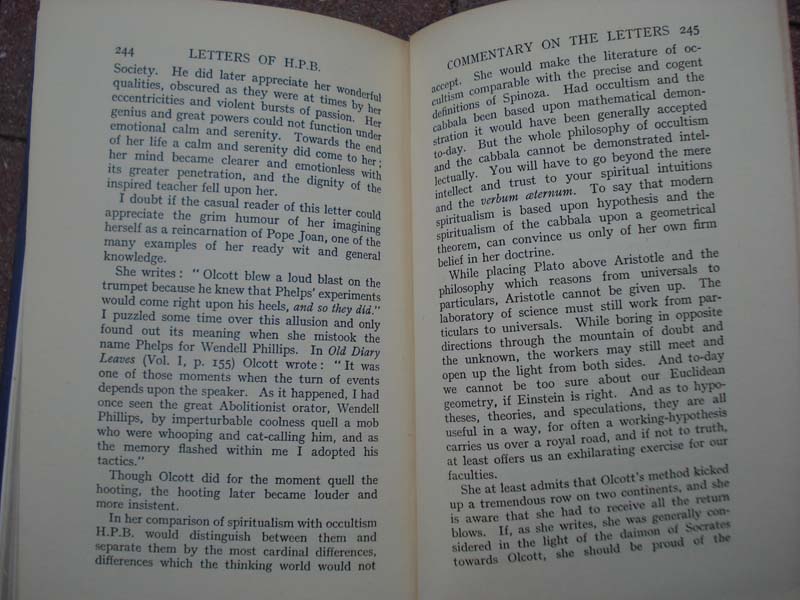 244 LETTERS OF H.P.B.
Society. He did later appreciate her wonderful
qualities, obscured as they were at times by her
eccentricities and violent bursts of passion. Her
genius and great powers could not function under
emotional calm and serenity. Towards the end
of her life a calm and serenity did come to her;
her mind became clearer and emotionless with
its greater penetration, and the dignity of the
inspired teacher fell upon her.
I doubt if the casual reader of this letter could
appreciate the grim humour of her imagining
herself as a reincarnation of Pope Joan, one of the
many examples of her ready wit and general
knowledge.
She writes: " Olcott blew a loud blast on the
trumpet because he knew that Phelps' experiments
would come right upon his heels, and so they did."
I puzzled some time over this allusion and only
found out its meaning when she mistook the
name Phelps for Wendell Phillips. In Old Diary
Leaves (Vol. I, p. 155) Olcott wrote: " It was
one of those moments when the turn of events
depends upon the speaker. As it happened, I had
once seen the great Abolitionist orator, Wendell
Phillips, by imperturbable coolness quell a mob
who were whooping and cat-calling him, and as
the memory flashed within me I adopted his
tactics."
Though Olcott did for the moment quell the
hooting, the hooting later became louder and
more insistent.
In her comparison of spiritualism with occultism
H.P.B. would distinguish between them and
separate them by the most cardinal differences,
differences which the thinking world would not
COMMENTARY ON THE LETTERS 245
accept. She would make the literature of oc-
cultism comparable with the precise and cogent
definitions of Spinoza. Had occultism and the
cabbala been based upon mathematical demon-
stration it would have been generally accepted
to-day. But the whole philosophy of occultism
and the cabbala cannot be demonstrated intel-
lectually. You will have to go beyond the mere
intellect and trust to your spiritual intuitions
and the verbum æternum. To say that modern
spiritualism is based upon hypothesis and the
spiritualism of the cabbala upon a geometrical
theorem, can convince us only of her own firm
belief in her doctrine.
While placing Plato above Aristotle and the
philosophy which reasons from universals to
particulars, Aristotle cannot be given up. The
laboratory of science must still work from par-
ticulars to universals. While boring in opposite
directions through the mountain of doubt and
the unknown, the workers may still meet and
open up the light from both sides. And to-day
we cannot be too sure about our Euclidean
geometry, if Einstein is right. And as to hypo-
theses, theories, and speculations, they are all
useful in a way, for often a working-hypothesis
carries us over a royal road, and if not to truth,
at least offers us an exhilarating exercise for our
faculties.
She at least admits that Olcott's method kicked
up a tremendous row on two continents, and she
is aware that she had to receive all the return
blows. If, as she writes, she was generally con-
sidered in the light of the daimon of Socrates
towards Olcott, she should be proud of the